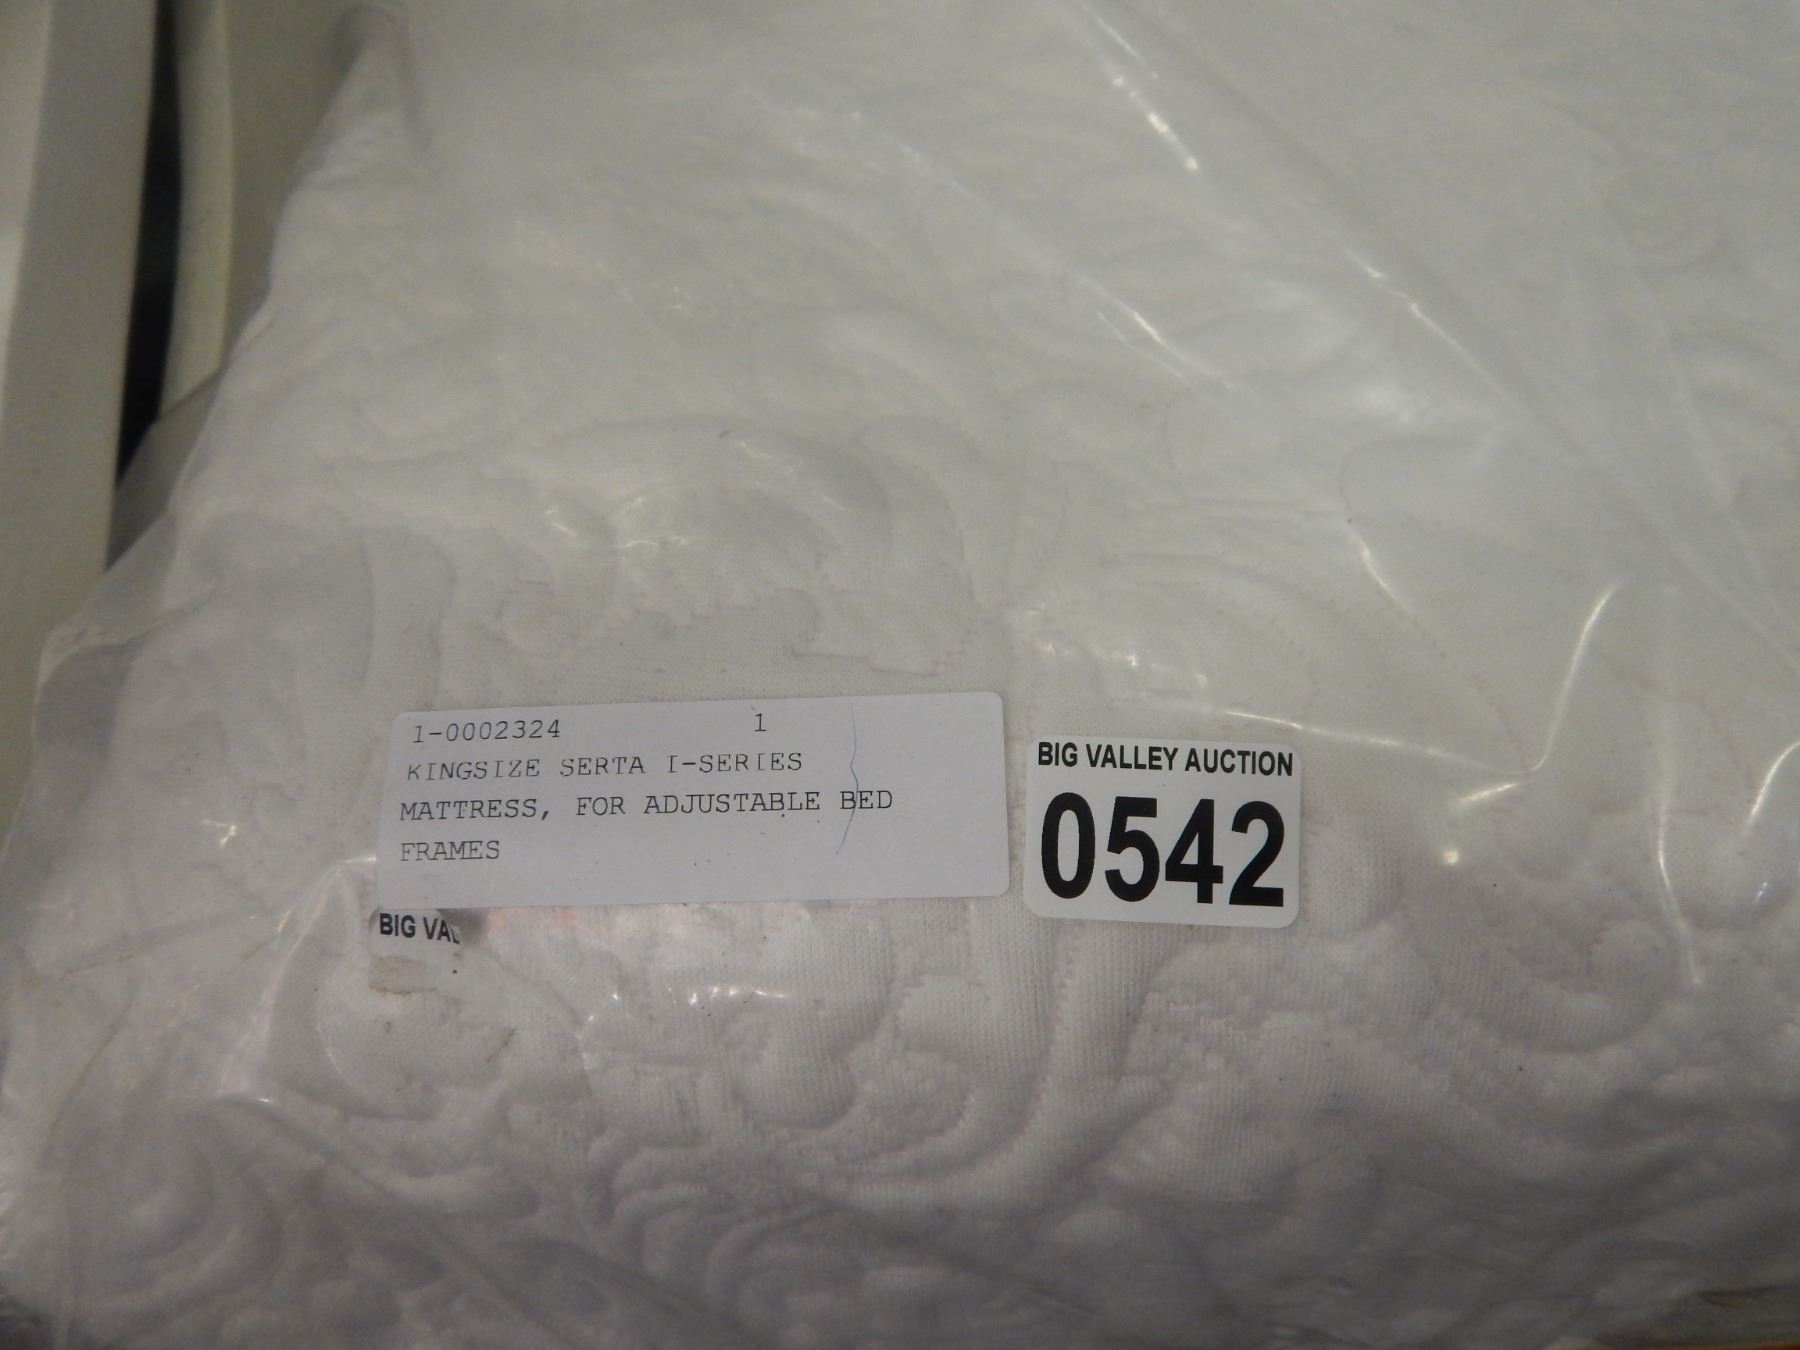 1-0002324 1
KINGSIZE SERTA I-SERIES
MATTRESS, FOR ADJUSTABLE BED
FRAMES
BIG VALLEY AUCTION
0542
BIG VAL